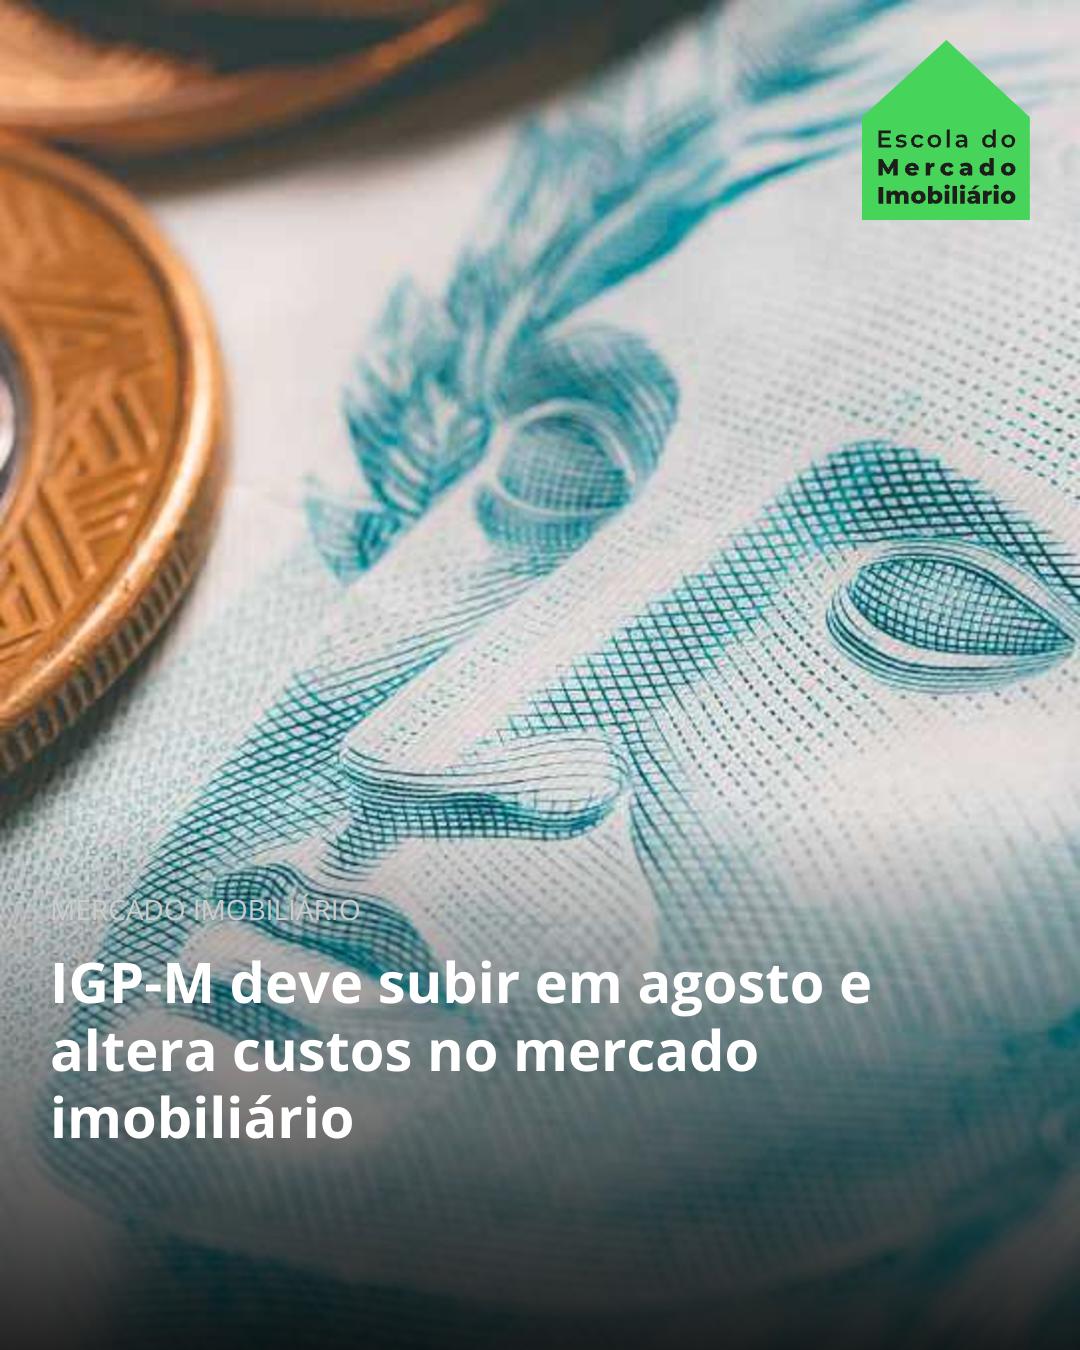 Escola do
Mercado
Imobiliário
MERCADO IMOBILIÁRIO
IGP-M deve subir em agosto e
altera custos no mercado
imobiliário